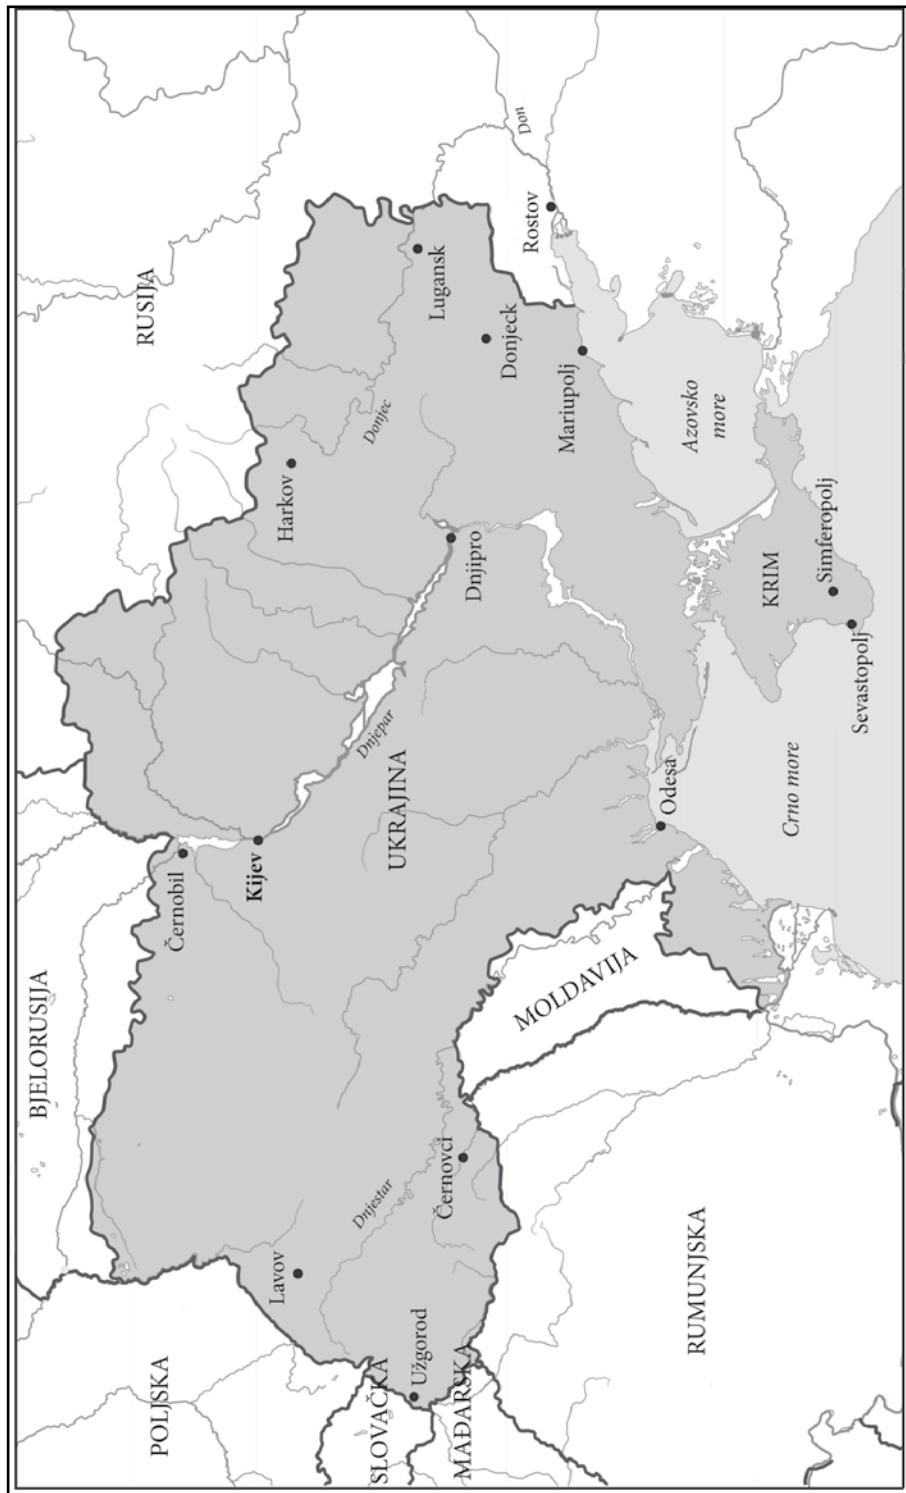 BJELORUSIJA
RUSIJA
POLJSKA
SLOVAČKA
MAĐARSKA
RUMUNJSKA
MOLDAVIJA
UKRAJINA
KRIM
Černobil
Kijev
Harkov
Lavov
Užgorod
Černovci
Dnjestar
Dnjepar
Donjec
Dnjipro
Lugansk
Donjeck
Mariupolj
Rostov
Don
Odesa
Azovsko
more
Crno more
Simferopolj
Sevastopolj